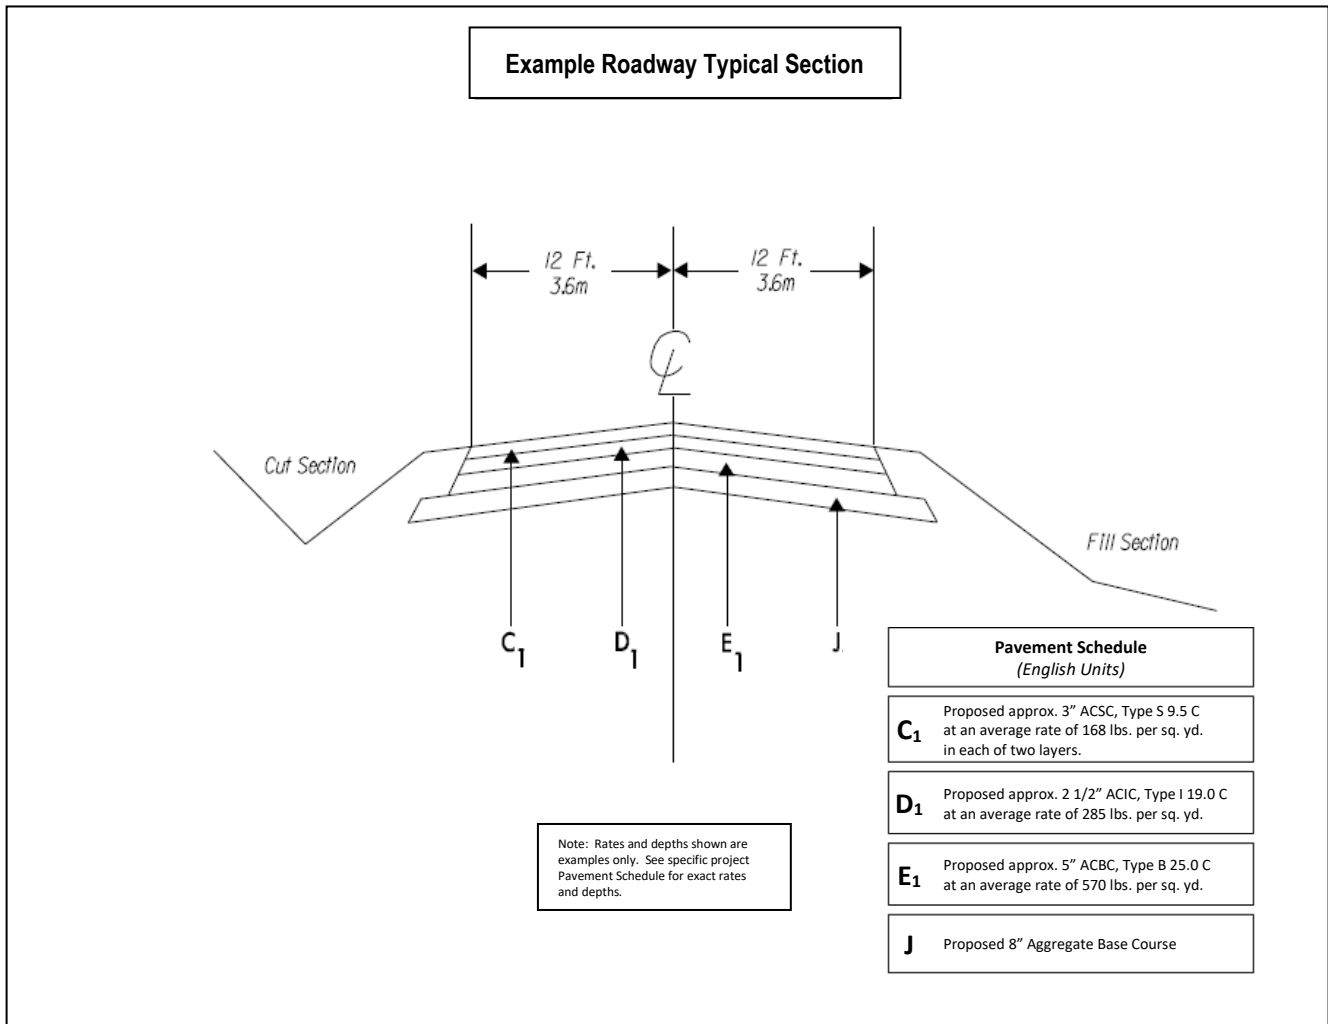 Example Roadway Typical Section
12 Ft.
3.6m
12 Ft.
3.6m
CL
Cut Section
Fill Section
C1
D1
E1
J
Pavement Schedule
(English Units)
C1
Proposed approx. 3” ACSC, Type S 9.5 C
at an average rate of 168 lbs. per sq. yd.
in each of two layers.
D1
Proposed approx. 2 1/2” ACIC, Type I 19.0 C
at an average rate of 285 lbs. per sq. yd.
E1
Proposed approx. 5” ACBC, Type B 25.0 C
at an average rate of 570 lbs. per sq. yd.
J
Proposed 8” Aggregate Base Course
Note: Rates and depths shown are
examples only. See specific project
Pavement Schedule for exact rates
and depths.